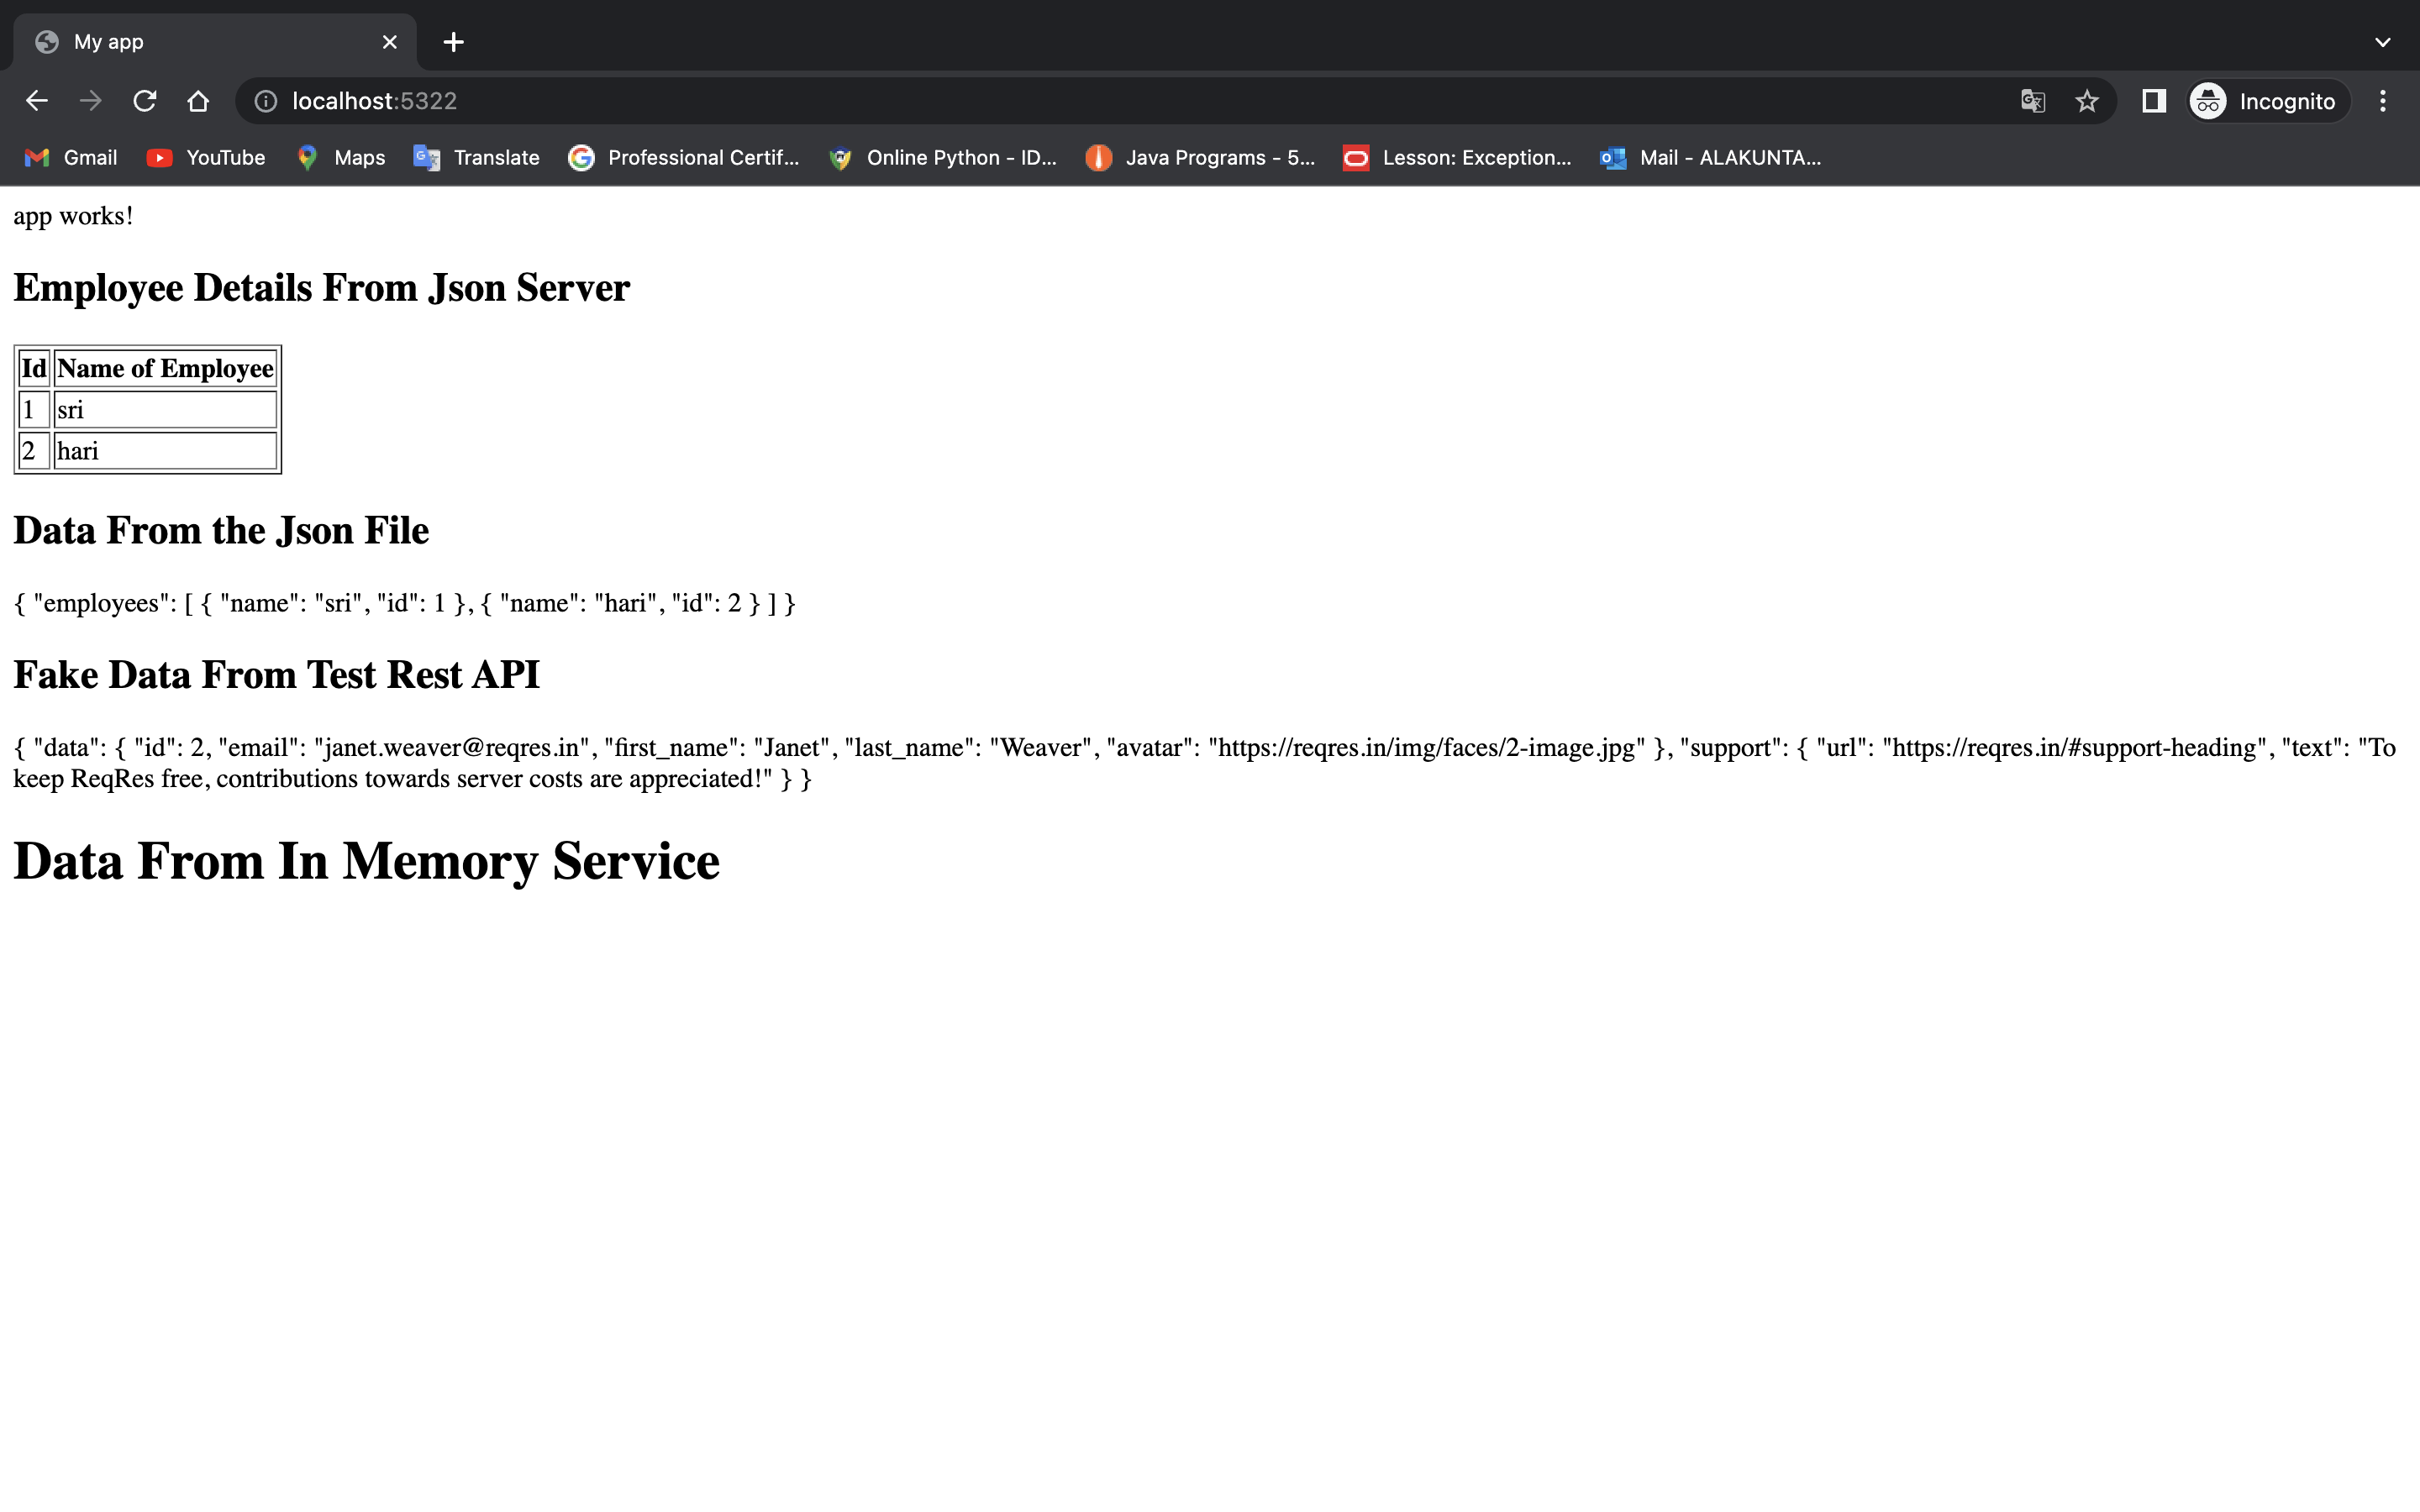 My app
localhost:5322
Incognito
Gmail YouTube Maps Translate Professional Certif... Online Python - ID... Java Programs - 5... Lesson: Exception... Mail - ALAKUNTA...
app works!
Employee Details From Json Server
Id Name of Employee
1 sri
2 hari
Data From the Json File
{ "employees": [ { "name": "sri", "id": 1 }, { "name": "hari", "id": 2 } ] }
Fake Data From Test Rest API
{ "data": { "id": 2, "email": "janet.weaver@reqres.in", "first_name": "Janet", "last_name": "Weaver", "avatar": "https://reqres.in/img/faces/2-image.jpg" }, "support": { "url": "https://reqres.in/#support-heading", "text": "To
keep ReqRes free, contributions towards server costs are appreciated!" } }
Data From In Memory Service